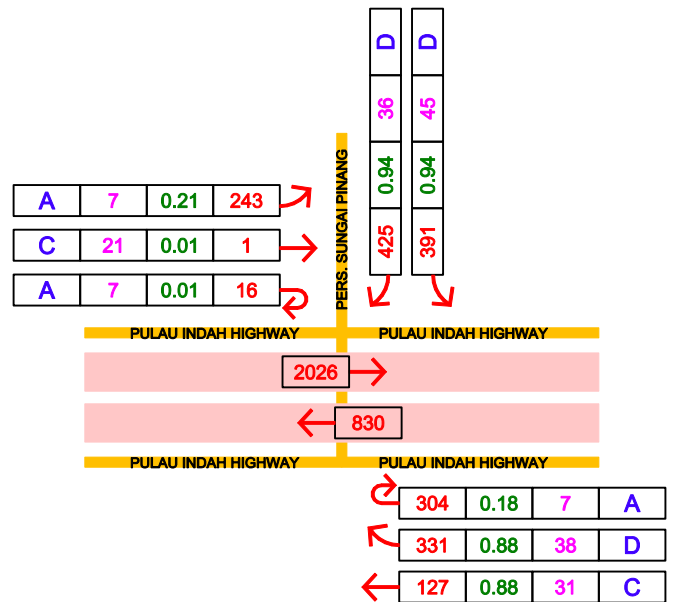 D D
36 45
0.94 0.94
425 391
PERS. SUNGAI PINANG
A 7 0.21 243
C 21 0.01 1
A 7 0.01 16
PULAU INDAH HIGHWAY PULAU INDAH HIGHWAY
2026
830
PULAU INDAH HIGHWAY PULAU INDAH HIGHWAY
304 0.18 7 A
331 0.88 38 D
127 0.88 31 C